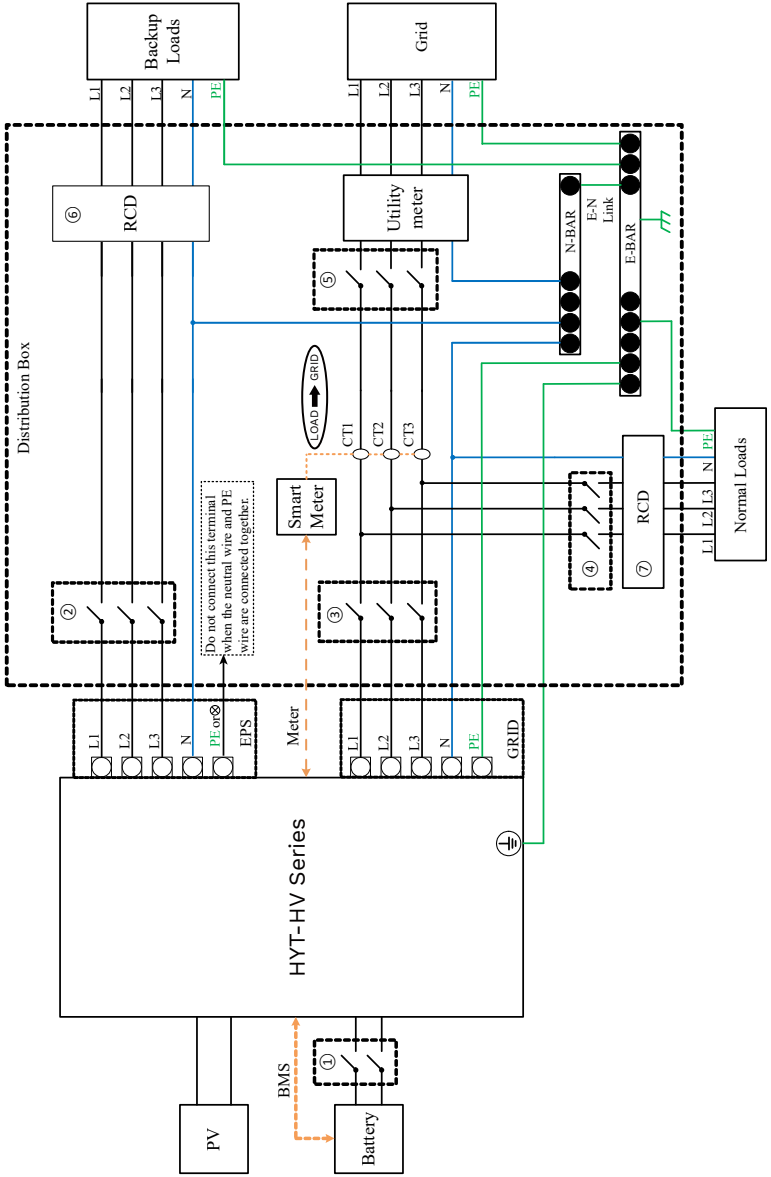 Distribution Box
Backup
Loads
Grid
L1
L2
L3
N
PE
L1
L2
L3
N
PE
⑥
RCD
Utility
meter
⑤
N-BAR
E-N
Link
E-BAR
LOAD
GRID
CT1
CT2
CT3
Smart
Meter
②
Do not connect this terminal
when the neutral wire and PE
wire are connected together.
③
④
RCD
⑦
L1
L2
L3
N
PE
Normal Loads
L1
L2
L3
N
PE or⊗
EPS
Meter
L1
L2
L3
N
PE
GRID
HYT-HV Series
BMS
①
PV
Battery